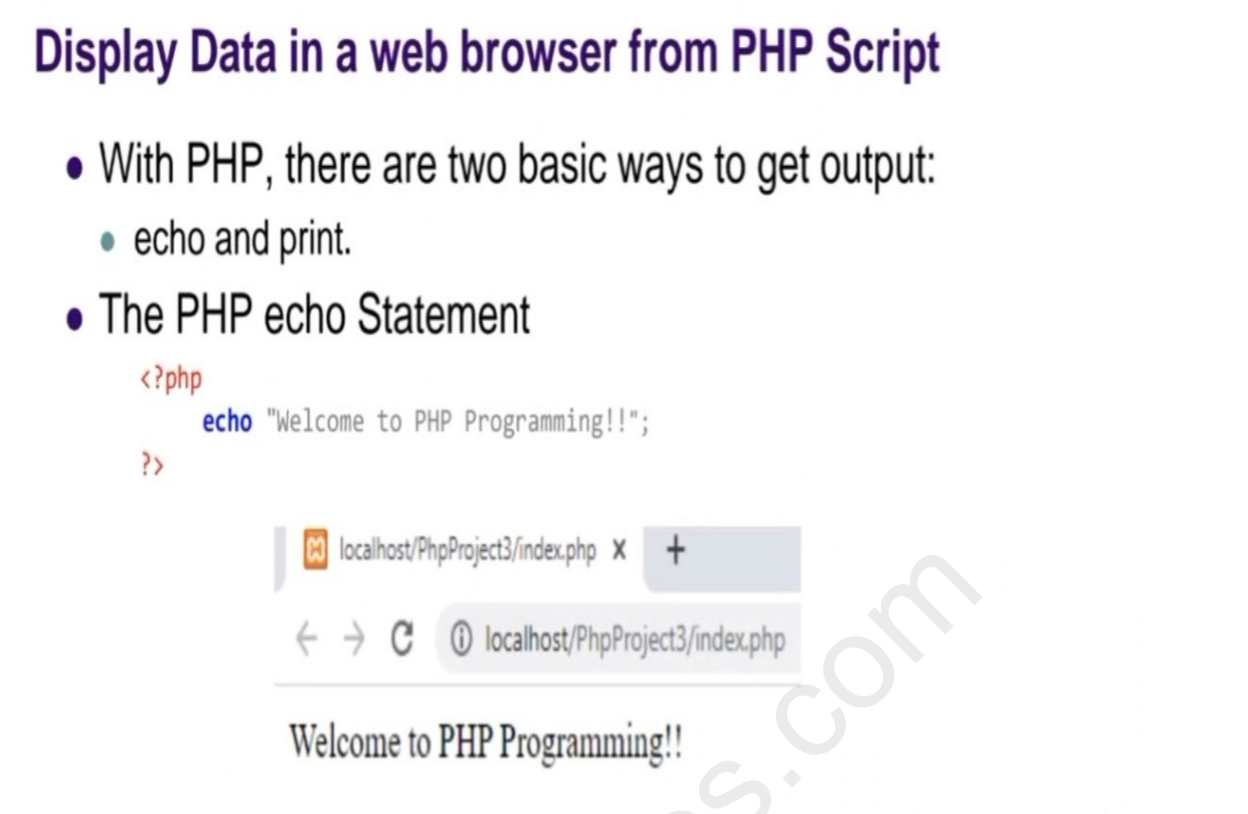 Display Data in a web browser from PHP Script
With PHP, there are two basic ways to get output:
echo and print.
The PHP echo Statement
<?php
echo "Welcome to PHP Programming!!";
?>
localhost/PhpProject3/index.php
localhost/PhpProject3/index.php
Welcome to PHP Programming!!
s.com